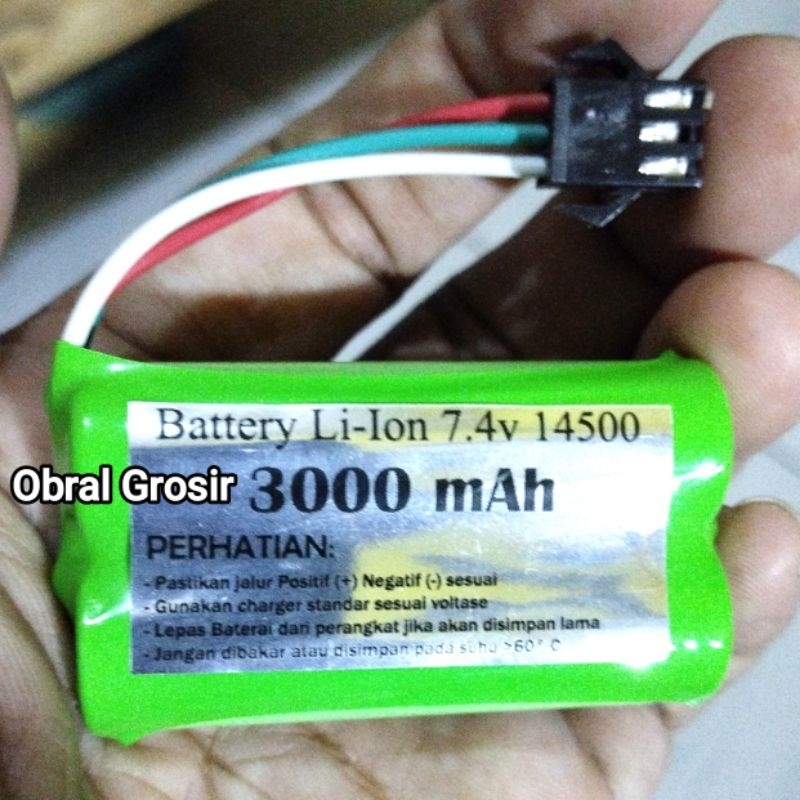 Battery Li-Ion 7.4v 14500
Obral Grosir
3000 mAh
PERHATIAN:
- Pastikan jalur Positif (+) Negatif (-) sesuai
- Gunakan charger standar sesuai voltase
- Lepas Baterai dari perangkat jika akan disimpan lama
- Jangan dibakar atau disimpan pada suhu >60° C